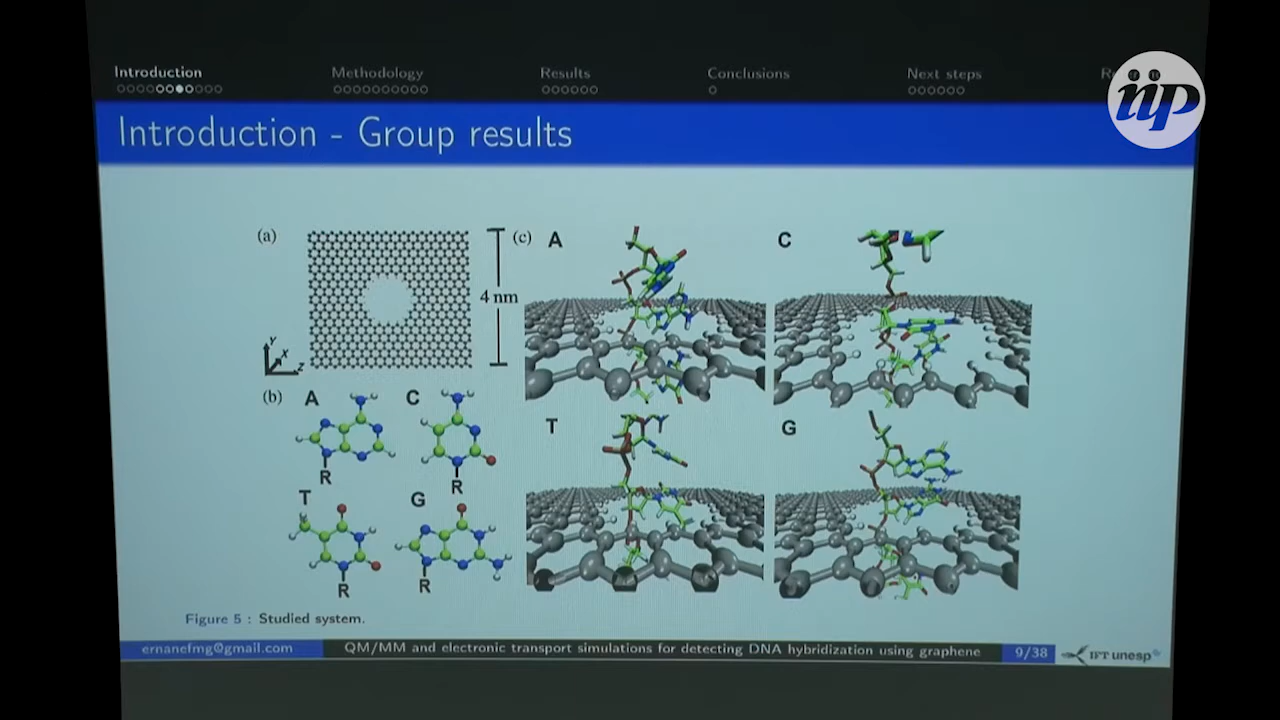 Introduction Methodology Results Conclusions Next steps
iip
Introduction - Group results
(a)
4 nm
Y
X
Z
(b)
A
C
R
R
T
G
R
R
(c)
A
C
T
G
Figure 5 : Studied system.
ernanefmg@gmail.com QM/MM and electronic transport simulations for detecting DNA hybridization using graphene 9/38 IFT unesp